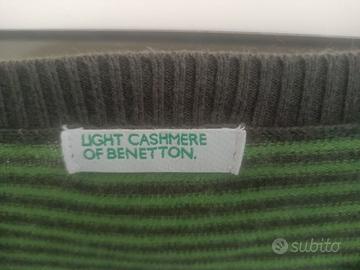 LIGHT CASHMERE
OF BENETTON.
subito